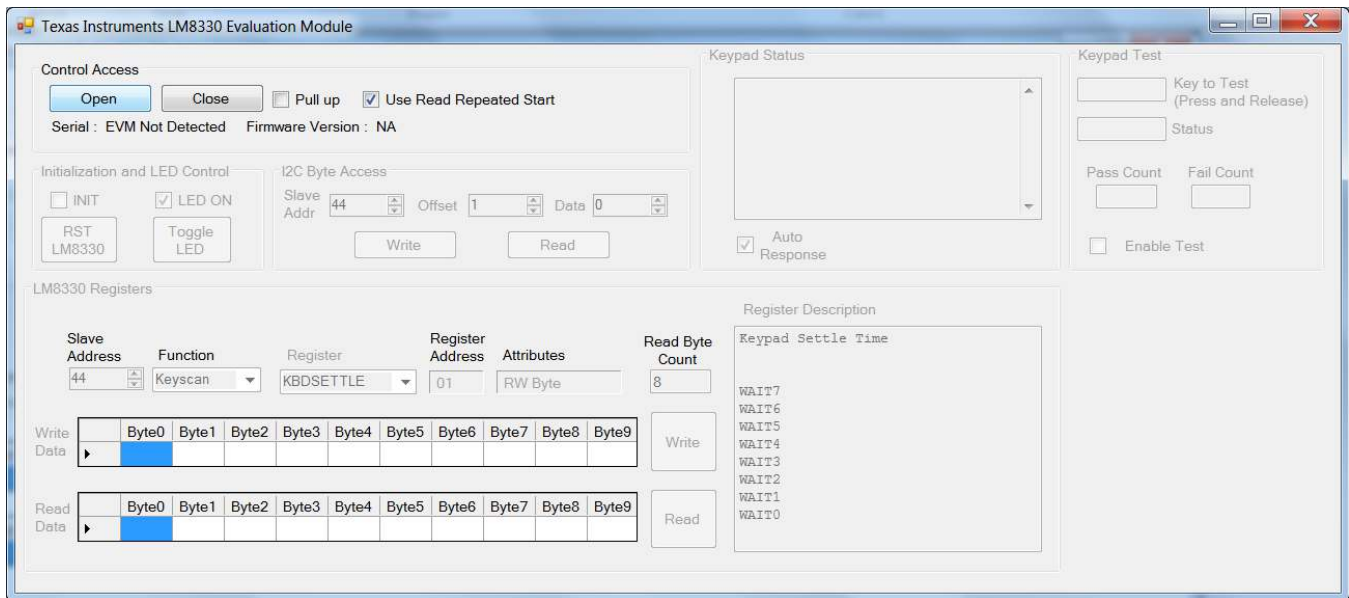 Texas Instruments LM8330 Evaluation Module
Control Access
Open Close Pull up Use Read Repeated Start
Serial : EVM Not Detected Firmware Version : NA
Initialization and LED Control
INIT LED ON
RST LM8330
Toggle LED
I2C Byte Access
Slave Addr 44 Offset 1 Data 0
Write Read
Keypad Status
Auto Response
Keypad Test
Key to Test
(Press and Release)
Status
Pass Count Fail Count
Enable Test
LM8330 Registers
Slave Address Function Register Register Address Attributes Read Byte Count
44 Keyscan KBDSETTLE 01 RW Byte 8
Write Data
Byte0 Byte1 Byte2 Byte3 Byte4 Byte5 Byte6 Byte7 Byte8 Byte9
Write
Read Data
Byte0 Byte1 Byte2 Byte3 Byte4 Byte5 Byte6 Byte7 Byte8 Byte9
Read
Register Description
Keypad Settle Time
WAIT7
WAIT6
WAIT5
WAIT4
WAIT3
WAIT2
WAIT1
WAIT0